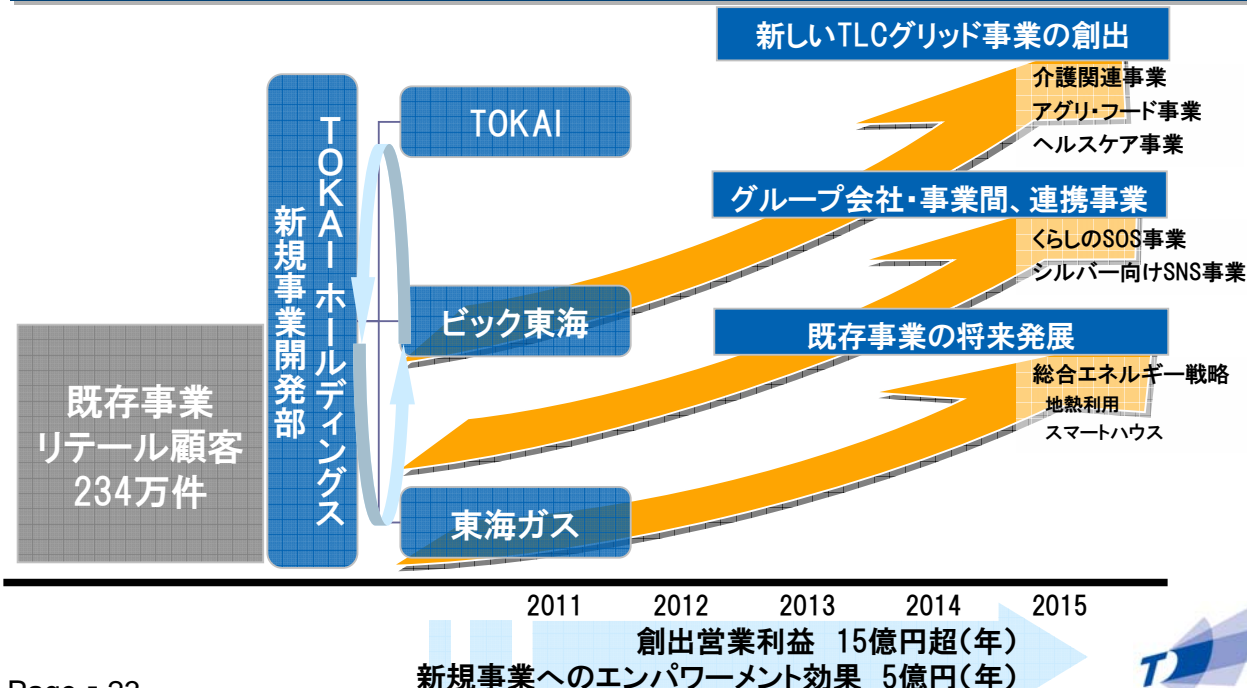 新しいTLCグリッド事業の創出
介護関連事業
アグリ・フード事業
ヘルスケア事業
TOKAI
TOKAIホールディングス
新規事業開発部
グループ会社・事業間、連携事業
くらしのSOS事業
シルバー向けSNS事業
ビック東海
既存事業の将来発展
総合エネルギー戦略
地熱利用
スマートハウス
既存事業
リテール顧客
234万件
東海ガス
2011 2012 2013 2014 2015
創出営業利益 15億円超(年)
新規事業へのエンパワーメント効果 5億円(年)